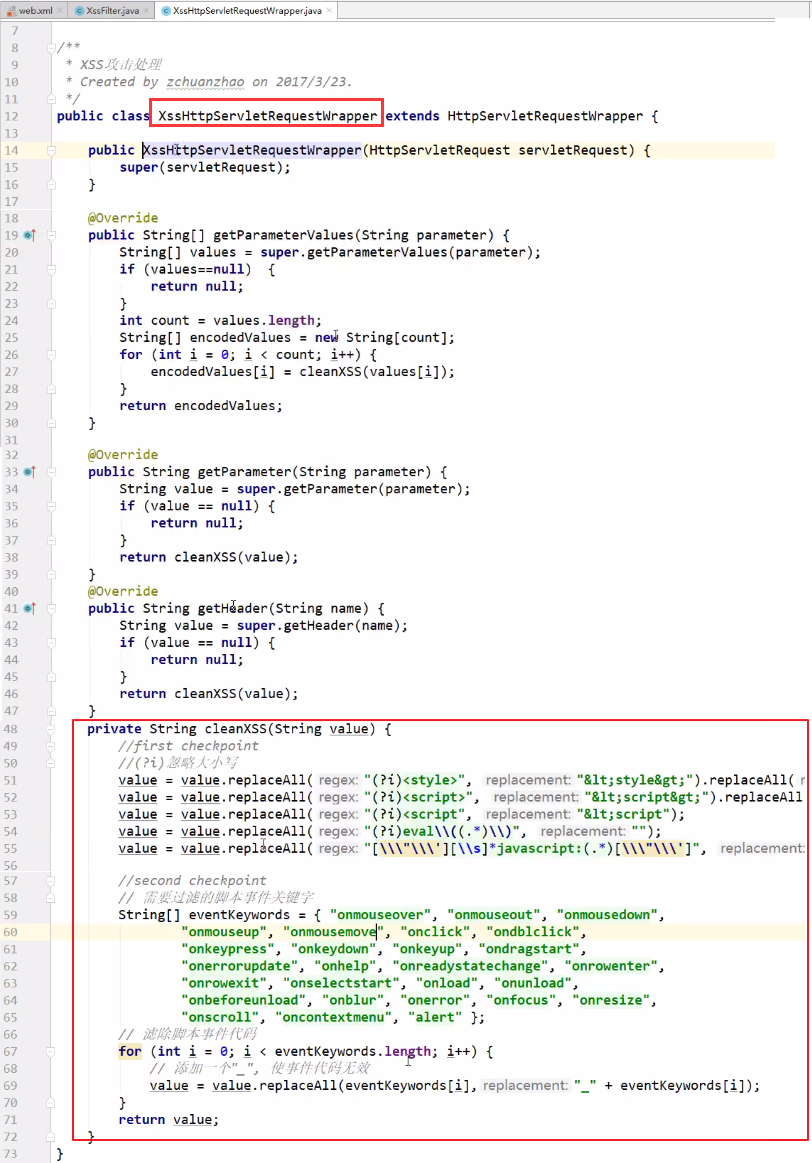 web.xml XssFilter.java XssHttpServletRequestWrapper.java
7
8 /**
9 * XSS攻击处理
10 * Created by zchuanzhao on 2017/3/23.
11 */
12 public class XssHttpServletRequestWrapper extends HttpServletRequestWrapper {
13
14 public XssHttpServletRequestWrapper(HttpServletRequest servletRequest) {
15 super(servletRequest);
16 }
17
18 @Override
19 public String[] getParameterValues(String parameter) {
20 String[] values = super.getParameterValues(parameter);
21 if (values==null) {
22 return null;
23 }
24 int count = values.length;
25 String[] encodedValues = new String[count];
26 for (int i = 0; i < count; i++) {
27 encodedValues[i] = cleanXSS(values[i]);
28 }
29 return encodedValues;
30 }
31
32 @Override
33 public String getParameter(String parameter) {
34 String value = super.getParameter(parameter);
35 if (value == null) {
36 return null;
37 }
38 return cleanXSS(value);
39 }
40 @Override
41 public String getHeader(String name) {
42 String value = super.getHeader(name);
43 if (value == null) {
44 return null;
45 }
46 return cleanXSS(value);
47 }
48 private String cleanXSS(String value) {
49 //first checkpoint
50 //(?i)忽略大小写
51 value = value.replaceAll( regex: "(?i)<style>", replacement: "&lt;style&gt;").replaceAll(
52 value = value.replaceAll( regex: "(?i)<script>", replacement: "&lt;script&gt;").replaceAll
53 value = value.replaceAll( regex: "(?i)<script", replacement: "&lt;script");
54 value = value.replaceAll( regex: "(?i)eval\\((.*)\\)", replacement: "");
55 value = value.replaceAll( regex: "[\\\"\\\'][\\s]*javascript:(.*)[\\\"\\\']", replacement:
56
57 //second checkpoint
58 // 需要过滤的脚本事件关键字
59 String[] eventKeywords = { "onmouseover", "onmouseout", "onmousedown",
60 "onmouseup", "onmousemove", "onclick", "ondblclick",
61 "onkeypress", "onkeydown", "onkeyup", "ondragstart",
62 "onerrorupdate", "onhelp", "onreadystatechange", "onrowenter",
63 "onrowexit", "onselectstart", "onload", "onunload",
64 "onbeforeunload", "onblur", "onerror", "onfocus", "onresize",
65 "onscroll", "oncontextmenu", "alert" };
66 // 滤除脚本事件代码
67 for (int i = 0; i < eventKeywords.length; i++) {
68 // 添加一个"_", 使事件代码无效
69 value = value.replaceAll(eventKeywords[i], replacement: "_" + eventKeywords[i]);
70 }
71 return value;
72 }
73 }